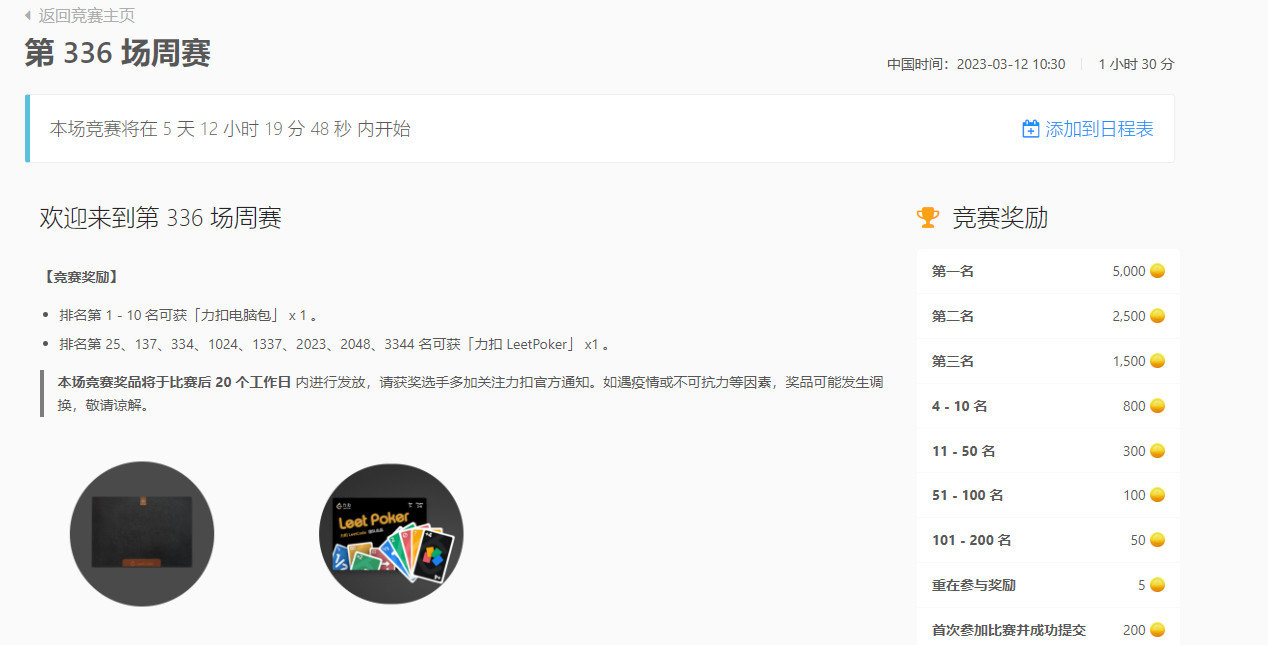 返回竞赛主页
第 336 场周赛
中国时间：2023-03-12 10:30
1 小时 30 分
本场竞赛将在 5 天 12 小时 19 分 48 秒 内开始
添加到日程表
欢迎来到第 336 场周赛
【竞赛奖励】
排名第 1 - 10 名可获「力扣电脑包」 x 1 。
排名第 25、137、334、1024、1337、2023、2048、3344 名可获「力扣 LeetPoker」 x1 。
本场竞赛奖品将于比赛后 20 个工作日 内进行发放，请获奖选手多加关注力扣官方通知。如遇疫情或不可抗力等因素，奖品可能发生调
换，敬请谅解。
Leet Poker
竞赛奖励
第一名 5,000
第二名 2,500
第三名 1,500
4 - 10 名 800
11 - 50 名 300
51 - 100 名 100
101 - 200 名 50
重在参与奖励 5
首次参加比赛并成功提交 200